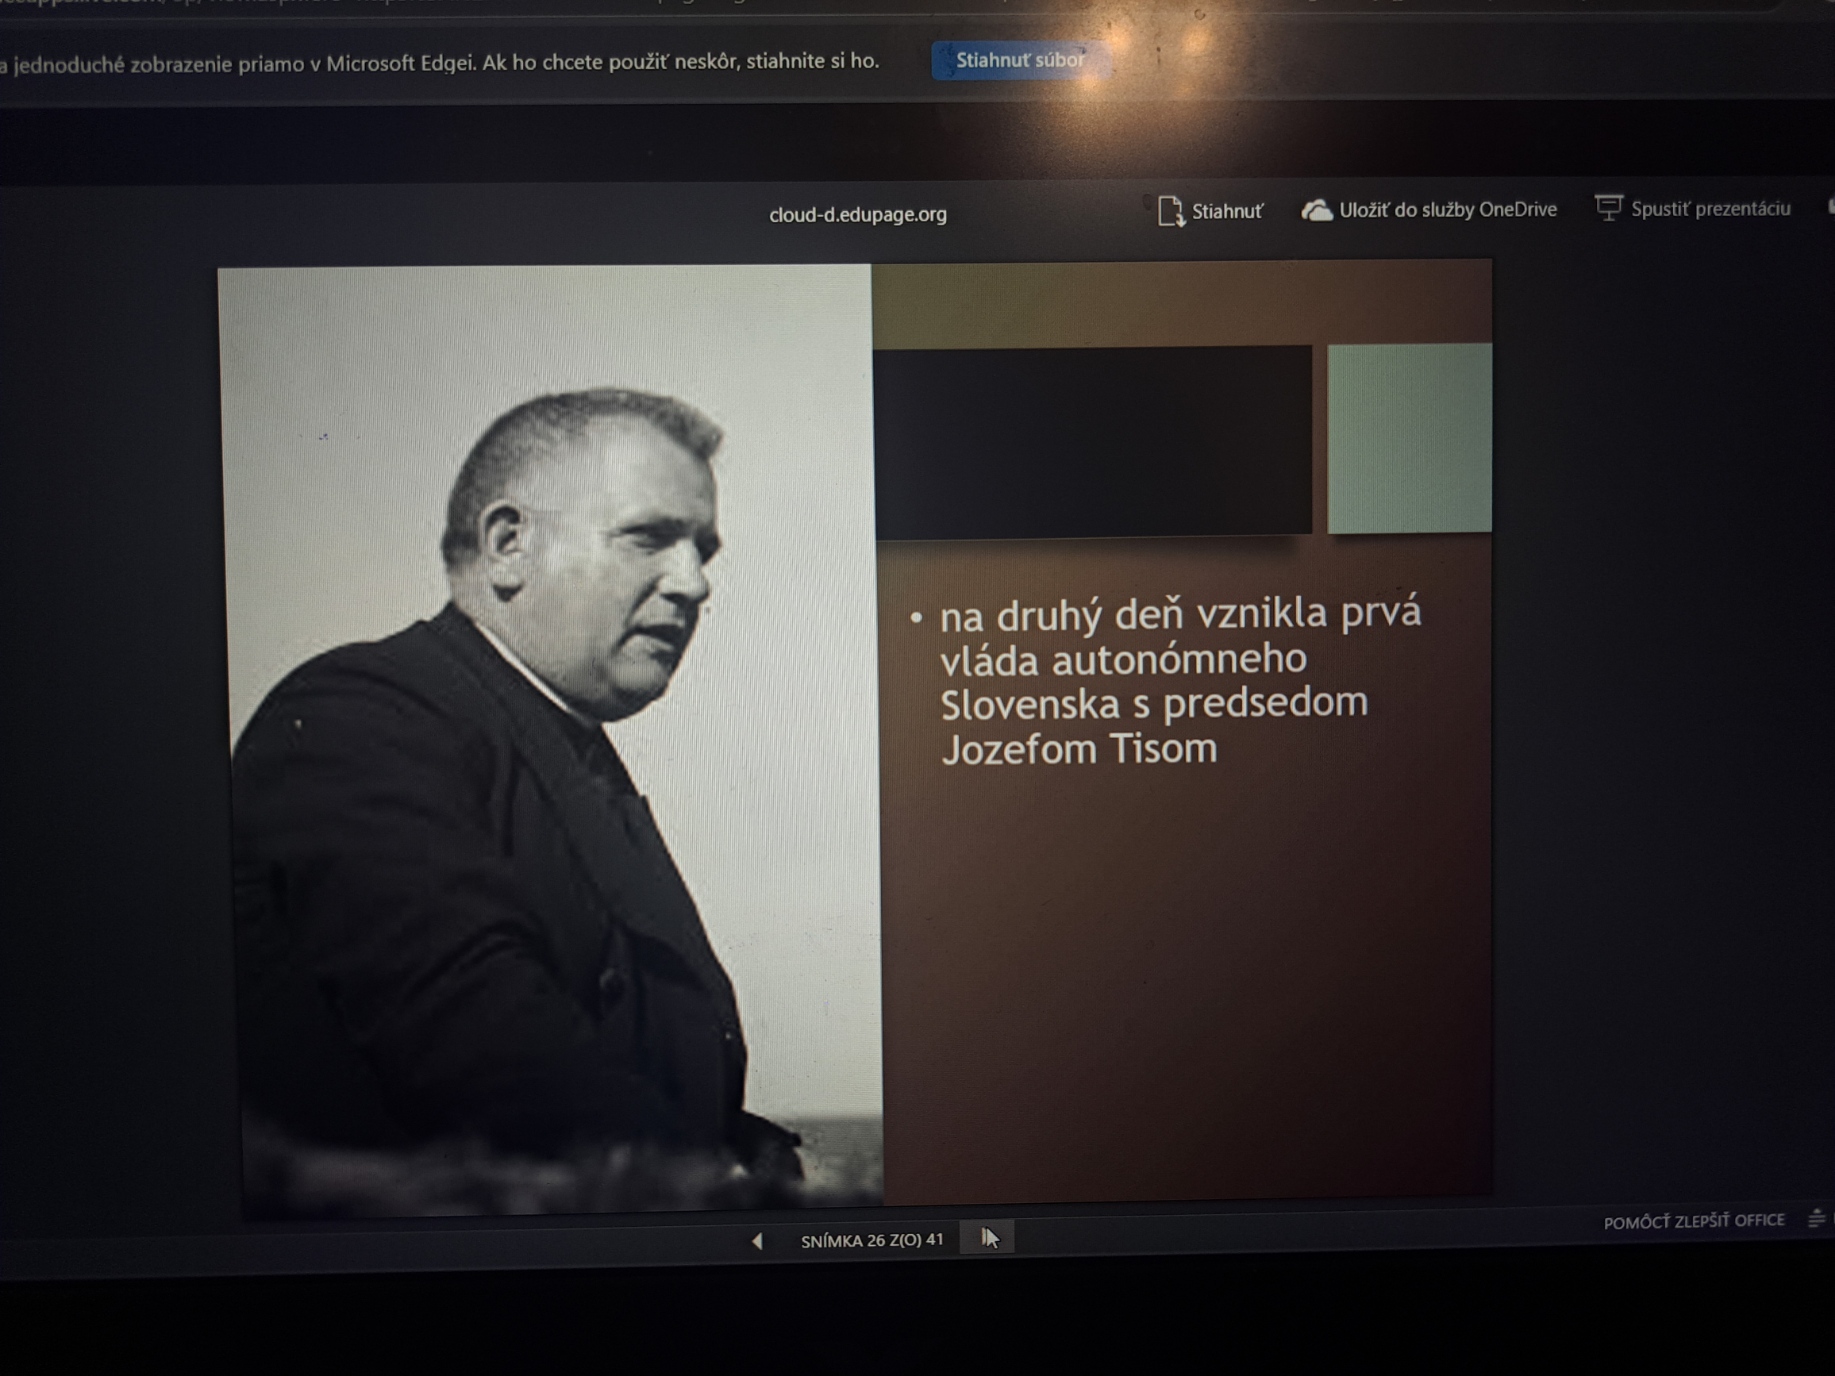 a jednoduché zobrazenie priamo v Microsoft Edgei. Ak ho chcete použiť neskôr, stiahnite si ho.
Stiahnuť súbor
cloud-d.edupage.org
Stiahnuť
Uložiť do služby OneDrive
Spustiť prezentáciu
• na druhý deň vznikla prvá
vláda autonómneho
Slovenska s predsedom
Jozefom Tisom
SNÍMKA 26 Z(O) 41
POMÔCŤ ZLEPŠIŤ OFFICE